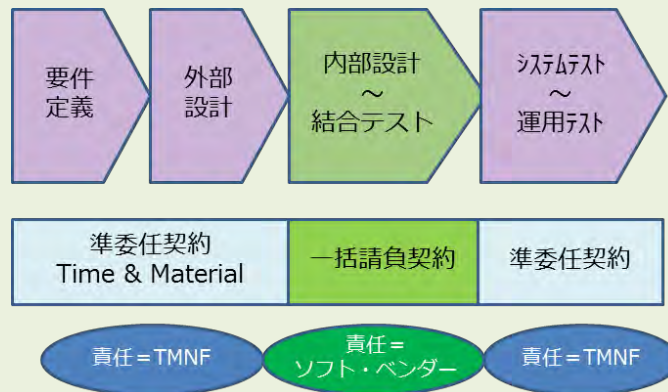 要件
定義
外部
設計
内部設計
～
結合テスト
ｼｽﾃﾑﾃｽﾄ
～
運用ﾃｽﾄ
準委任契約
Time & Material
一括請負契約
準委任契約
責任＝TMNF
責任＝
ソフト・ベンダー
責任＝TMNF